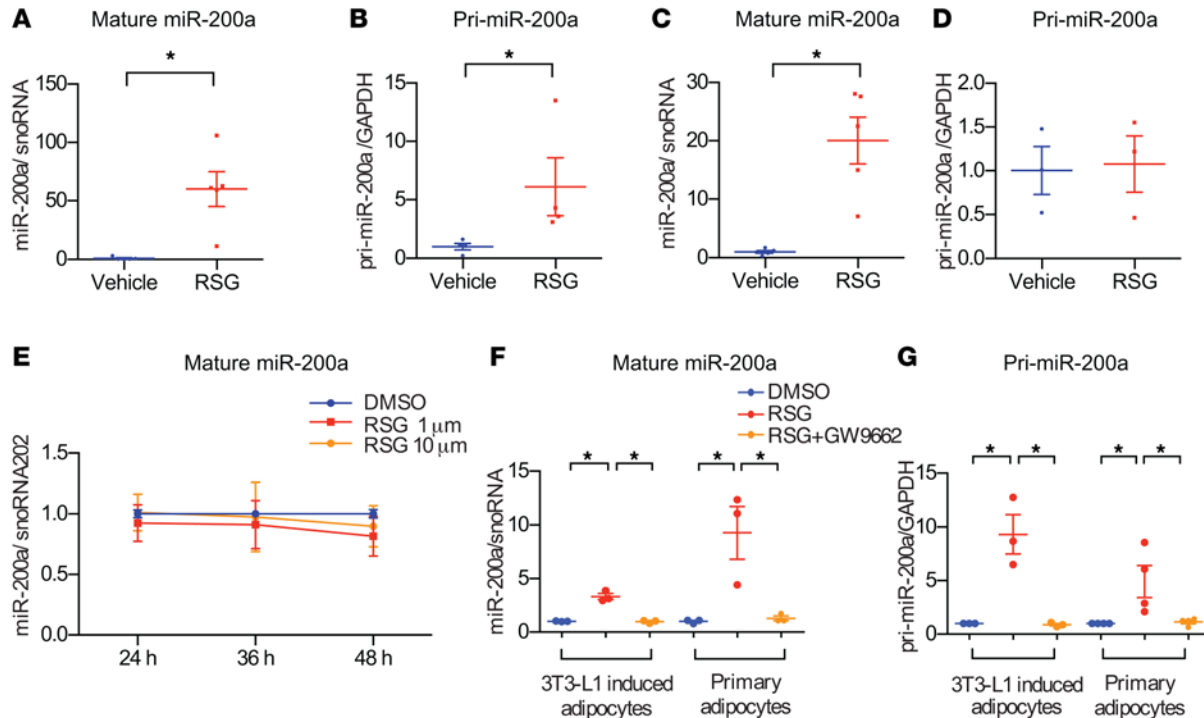 A
Mature miR-200a
*
miR-200a/ snoRNA
150
100
50
0
Vehicle
RSG
B
Pri-miR-200a
*
pri-miR-200a /GAPDH
15
10
5
0
Vehicle
RSG
C
Mature miR-200a
*
miR-200a/ snoRNA
30
20
10
0
Vehicle
RSG
D
Pri-miR-200a
pri-miR-200a /GAPDH
2.0
1.5
1.0
0.5
0.0
Vehicle
RSG
E
Mature miR-200a
DMSO
RSG 1 μm
RSG 10 μm
miR-200a/ snoRNA202
1.5
1.0
0.5
0.0
24 h
36 h
48 h
F
Mature miR-200a
DMSO
RSG
RSG+GW9662
* * * *
miR-200a/snoRNA
15
10
5
0
3T3-L1 induced
adipocytes
Primary
adipocytes
G
Pri-miR-200a
* * * *
pri-miR-200a/GAPDH
15
10
5
0
3T3-L1 induced
adipocytes
Primary
adipocytes